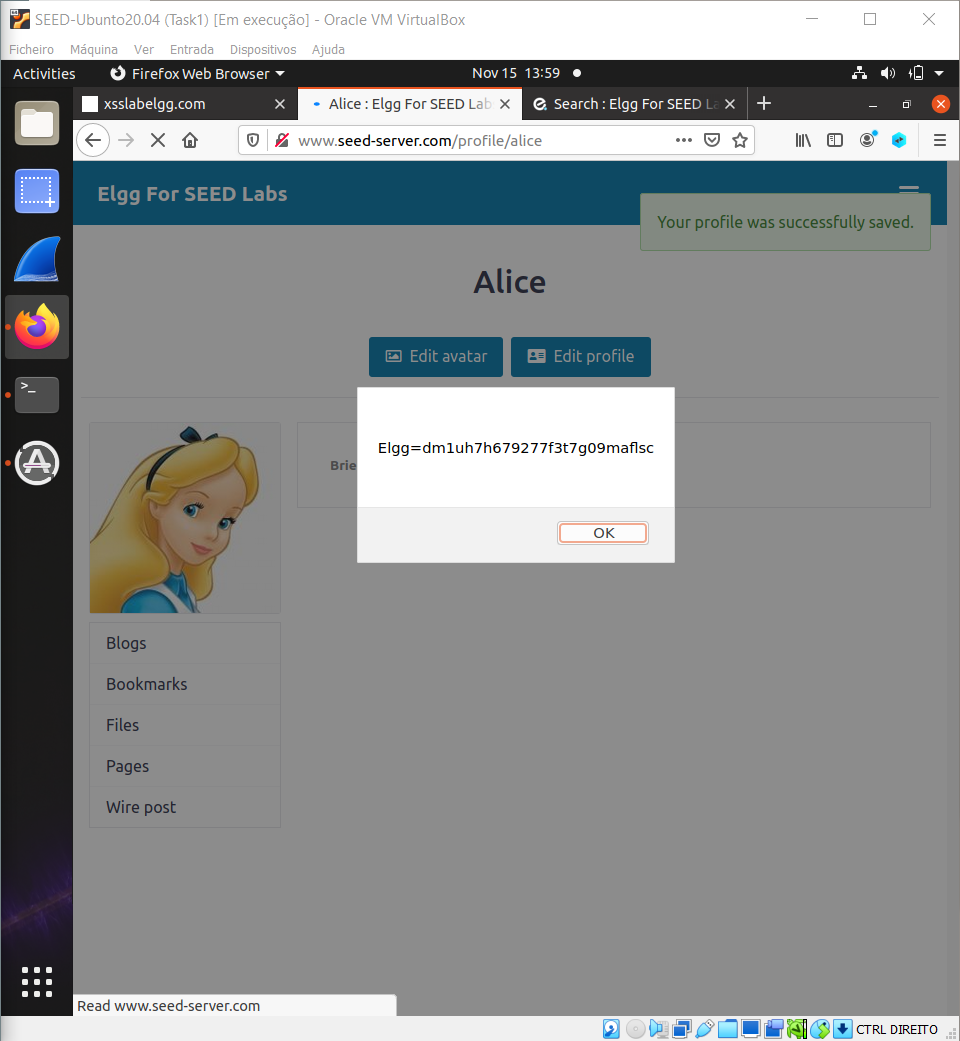 SEED-Ubunto20.04 (Task1) [Em execução] - Oracle VM VirtualBox
Ficheiro Máquina Ver Entrada Dispositivos Ajuda
Activities Firefox Web Browser Nov 15 13:59
xsslabelgg.com Alice : Elgg For SEED Lab Search : Elgg For SEED La
www.seed-server.com/profile/alice
Elgg For SEED Labs
Your profile was successfully saved.
Alice
Edit avatar Edit profile
Elgg=dm1uh7h679277f3t7g09maflsc
Brie
OK
Blogs
Bookmarks
Files
Pages
Wire post
Read www.seed-server.com
CTRL DIREITO